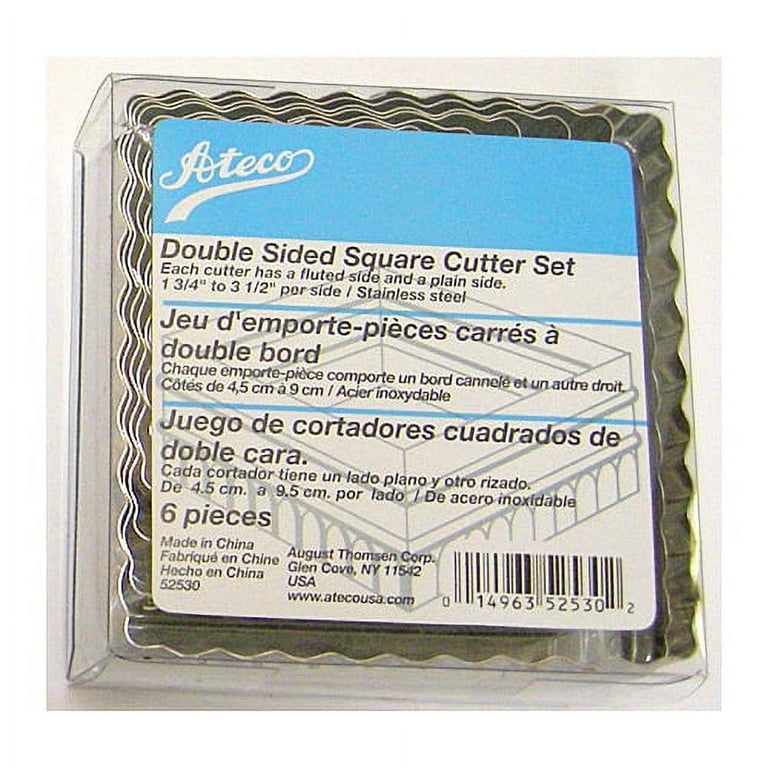 Ateco
Double Sided Square Cutter Set
Each cutter has a fluted side and a plain side.
1 3/4" to 3 1/2" per side / Stainless steel
Jeu d'emporte-pièces carrés à
double bord
Chaque emporte-pièce comporte un bord cannelé et un autre droit.
Côtés de 4,5 cm à 9 cm / Acier inoxydable
Juego de cortadores cuadrados de
doble cara.
Cada cortador tiene un lado plano y otro rizado.
De 4.5 cm. a 9.5 cm. por lado / De acero inoxidable
6 pieces
Made in China
Fabriqué en Chine
Hecho en China
52530
August Thomsen Corp.
Glen Cove, NY 11542
USA
www.atecousa.com
0 14963 52530 2